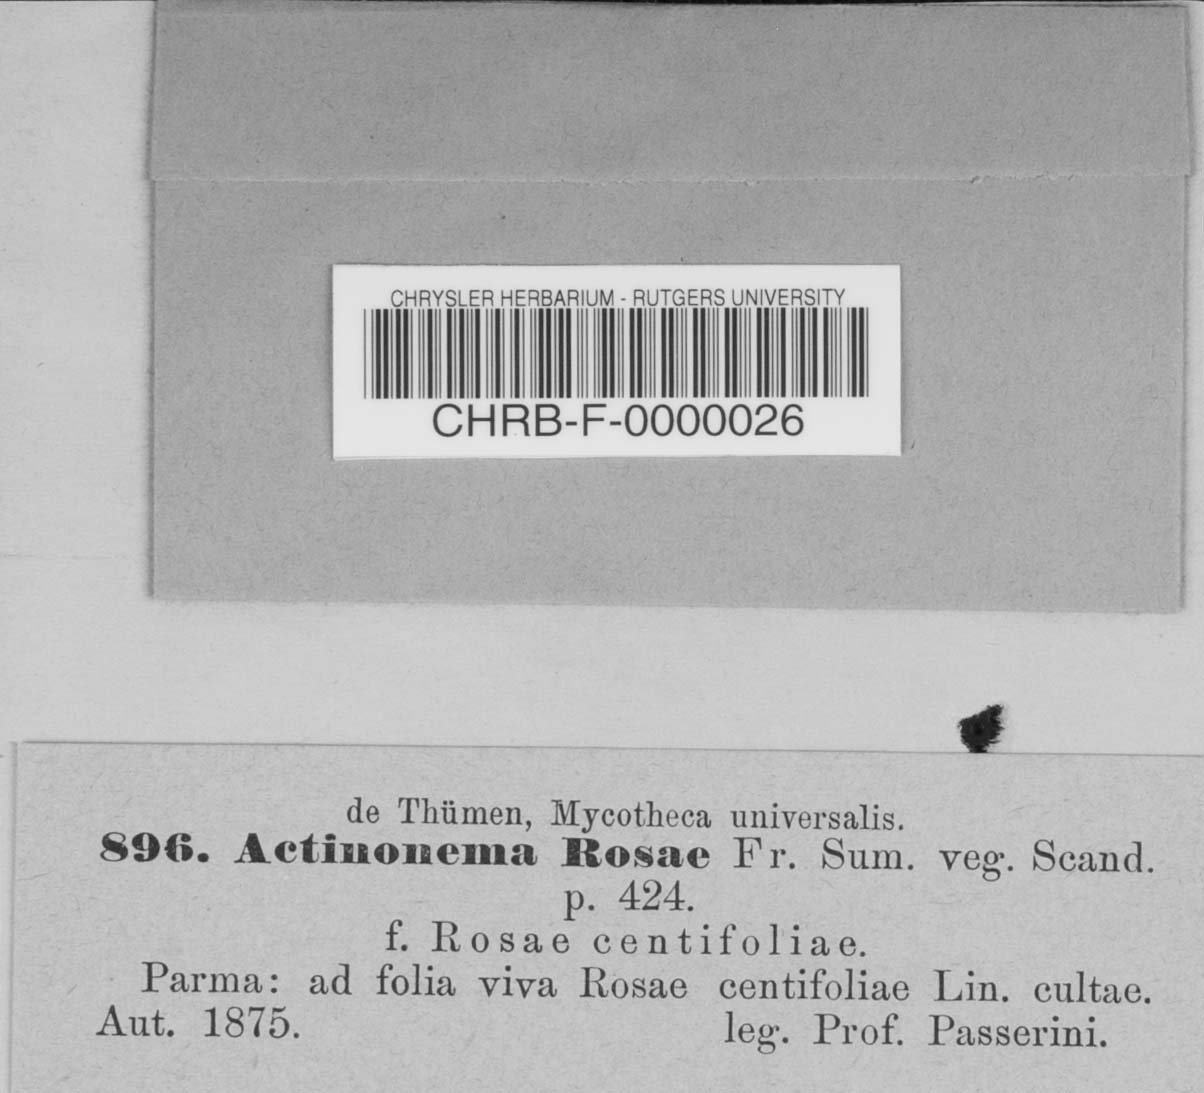 CHRYSLER HERBARIUM - RUTGERS UNIVERSITY
CHRB-F-0000026
de Thümen, Mycotheca universalis.
896. Actinonema Rosae Fr. Sum. veg. Scand.
p. 424.
f. Rosae centifoliae.
Parma: ad folia viva Rosae centifoliae Lin. cultae.
Aut. 1875. leg. Prof. Passerini.